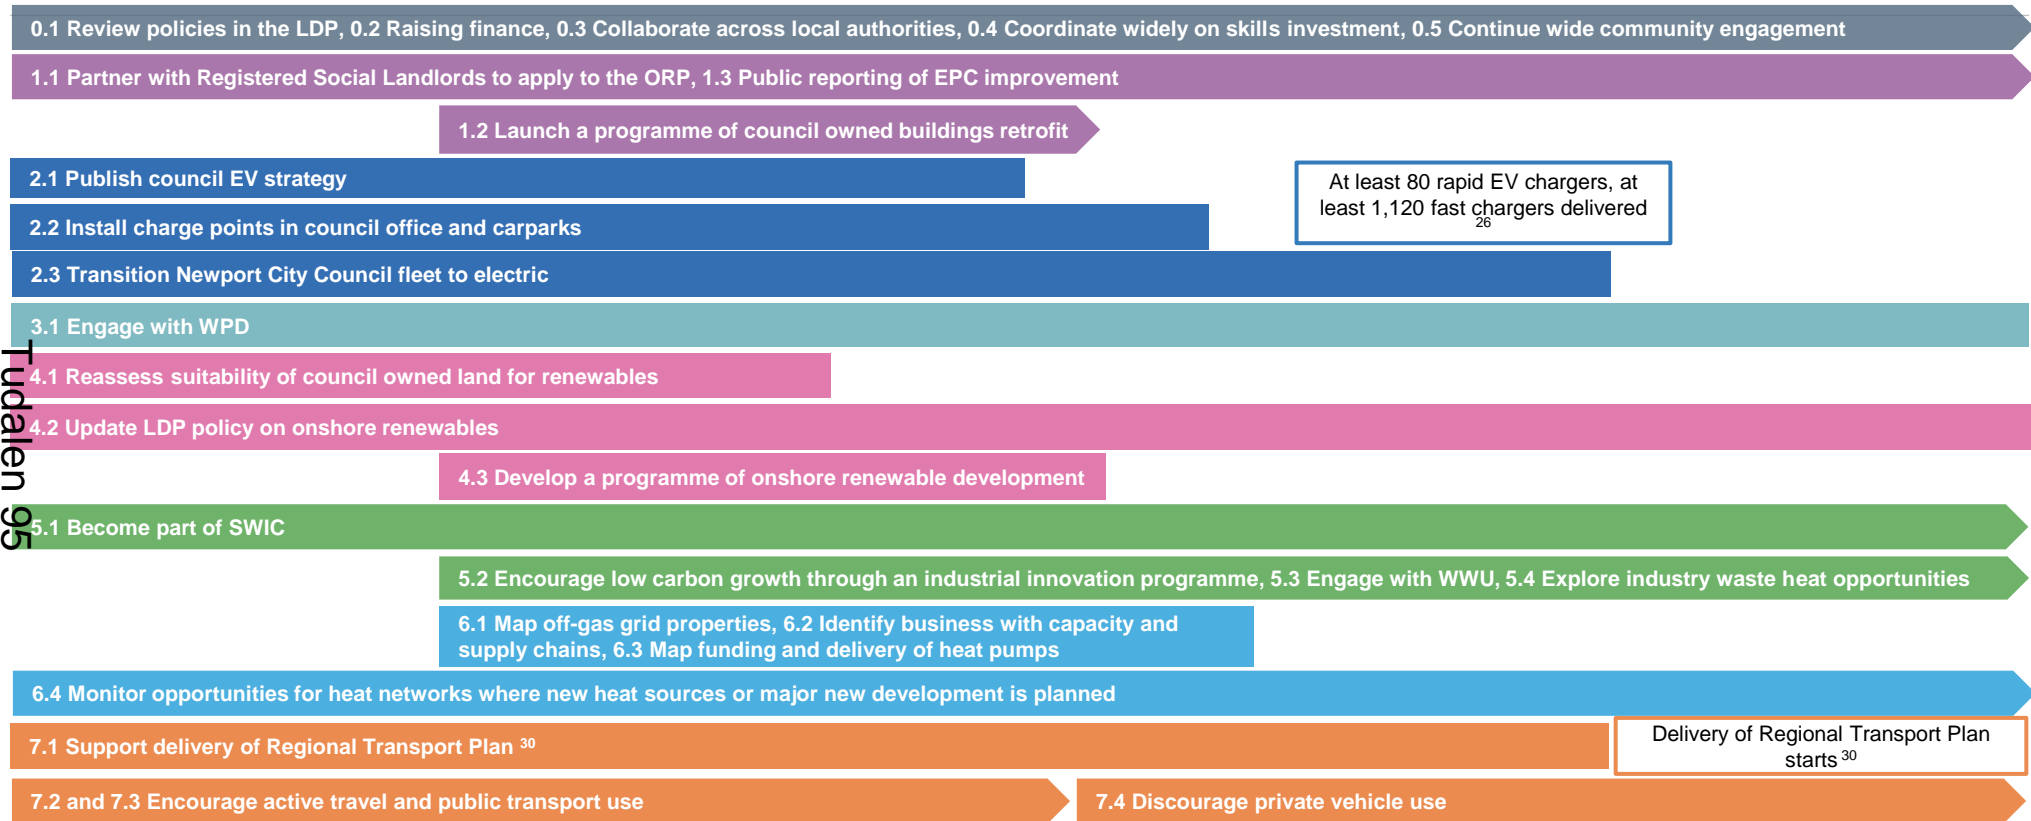 0.1 Review policies in the LDP, 0.2 Raising finance, 0.3 Collaborate across local authorities, 0.4 Coordinate widely on skills investment, 0.5 Continue wide community engagement
1.1 Partner with Registered Social Landlords to apply to the ORP, 1.3 Public reporting of EPC improvement
1.2 Launch a programme of council owned buildings retrofit
2.1 Publish council EV strategy
At least 80 rapid EV chargers, at
least 1,120 fast chargers delivered
26
2.2 Install charge points in council office and carparks
2.3 Transition Newport City Council fleet to electric
3.1 Engage with WPD
4.1 Reassess suitability of council owned land for renewables
4.2 Update LDP policy on onshore renewables
4.3 Develop a programme of onshore renewable development
Tudalen 95
5.1 Become part of SWIC
5.2 Encourage low carbon growth through an industrial innovation programme, 5.3 Engage with WWU, 5.4 Explore industry waste heat opportunities
6.1 Map off-gas grid properties, 6.2 Identify business with capacity and
supply chains, 6.3 Map funding and delivery of heat pumps
6.4 Monitor opportunities for heat networks where new heat sources or major new development is planned
7.1 Support delivery of Regional Transport Plan 30
Delivery of Regional Transport Plan
starts 30
7.2 and 7.3 Encourage active travel and public transport use
7.4 Discourage private vehicle use